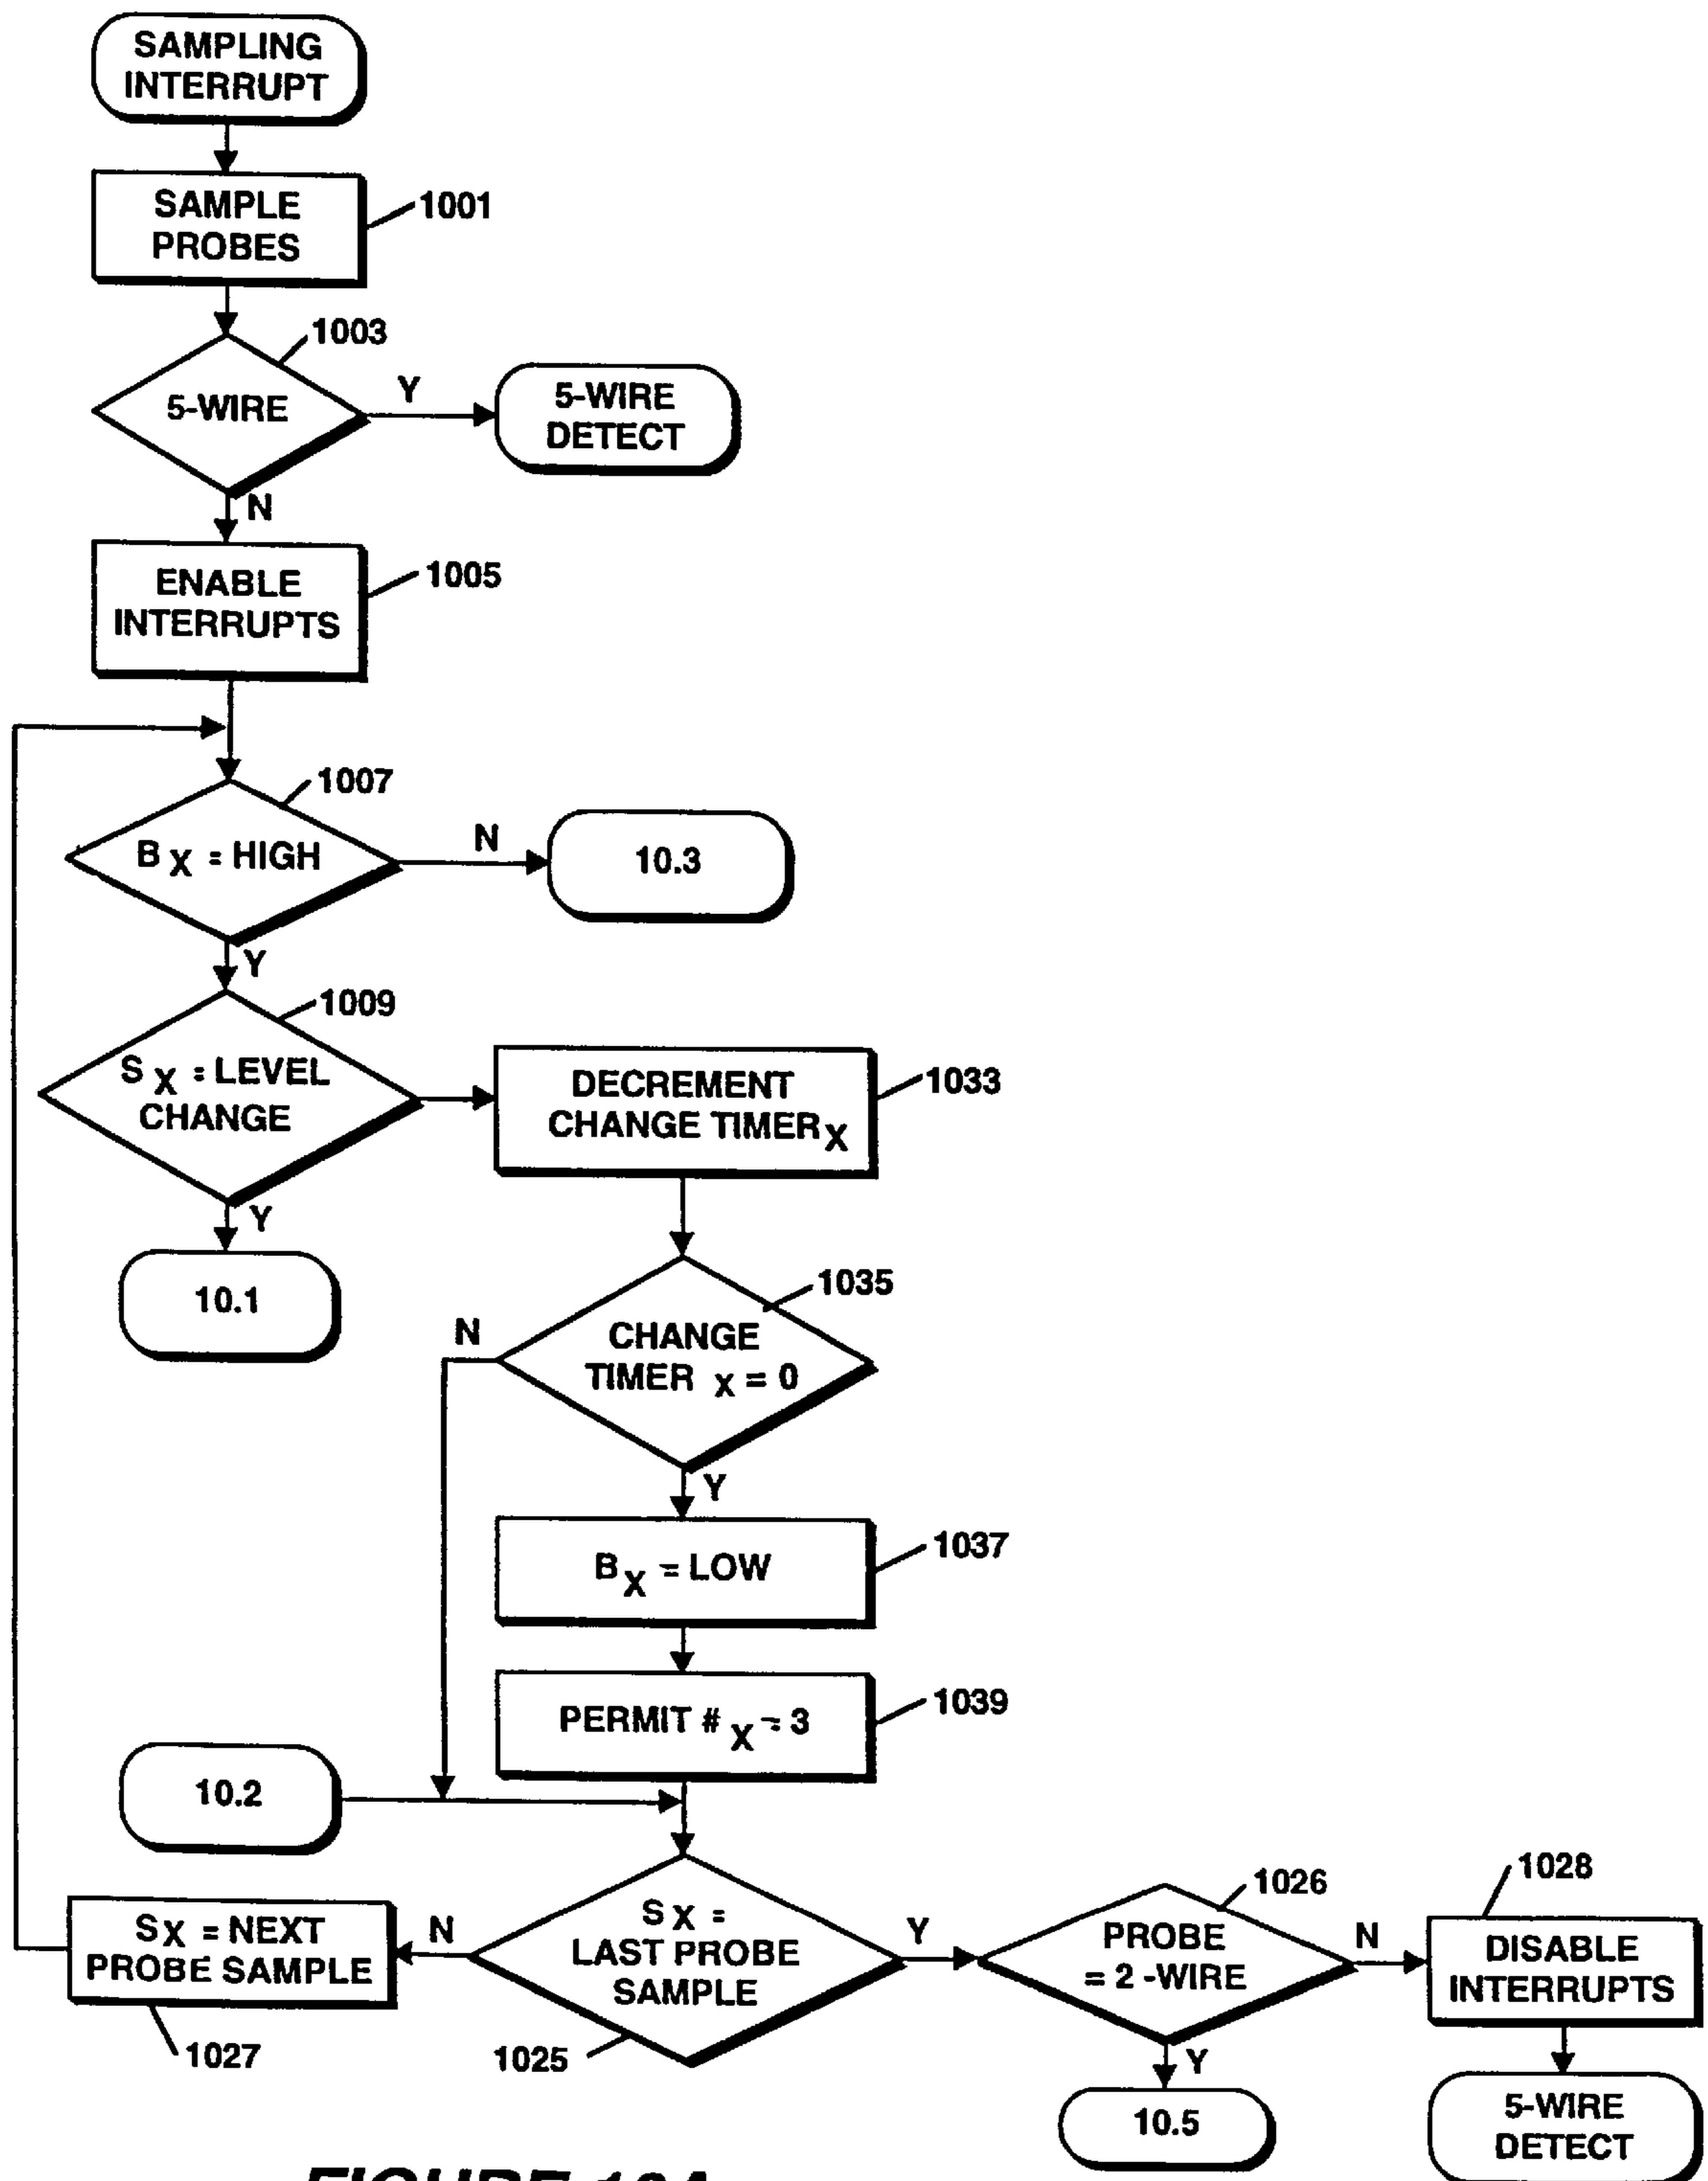 SAMPLING
INTERRUPT
SAMPLE
PROBES
1001
1003
5-WIRE
Y
5-WIRE
DETECT
N
ENABLE
INTERRUPTS
1005
1007
B X = HIGH
N
10.3
Y
1009
S X = LEVEL
CHANGE
DECREMENT
CHANGE TIMER X
1033
Y
10.1
1035
CHANGE
TIMER X = 0
N
Y
B X = LOW
1037
PERMIT # X = 3
1039
10.2
S X = NEXT
PROBE SAMPLE
1027
N
S X =
LAST PROBE
SAMPLE
1025
Y
1026
PROBE
= 2 -WIRE
N
1028
DISABLE
INTERRUPTS
Y
10.5
5-WIRE
DETECT